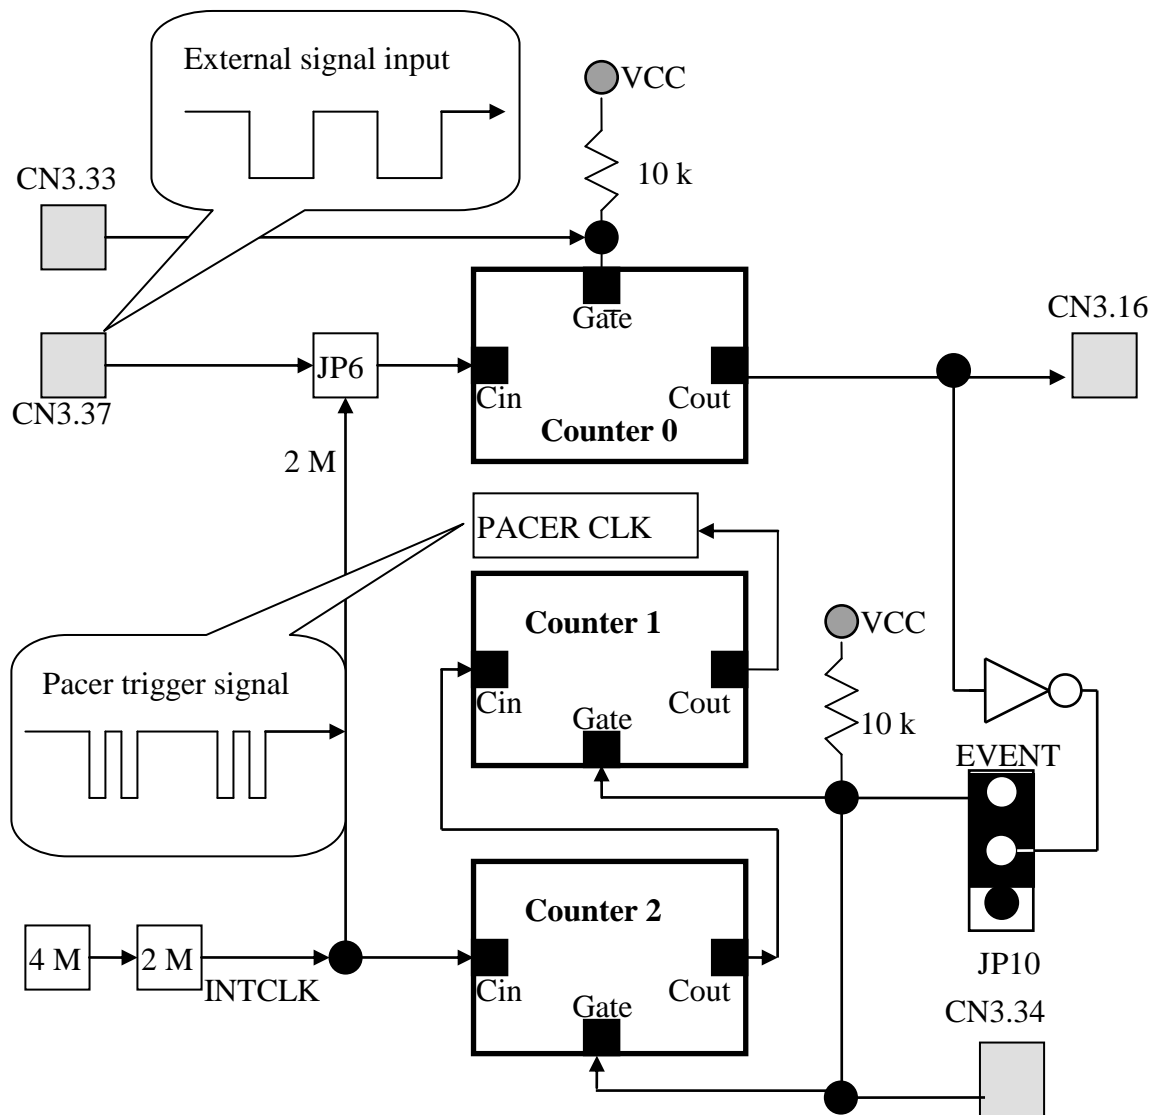 External signal input
VCC
10 k
CN3.33
Gate
CN3.16
JP6
CN3.37
Cin
Cout
Counter 0
2 M
PACER CLK
Counter 1
VCC
Pacer trigger signal
Cin
Cout
Gate
10 k
EVENT
Counter 2
4 M
2 M
INTCLK
Cin
Cout
JP10
Gate
CN3.34